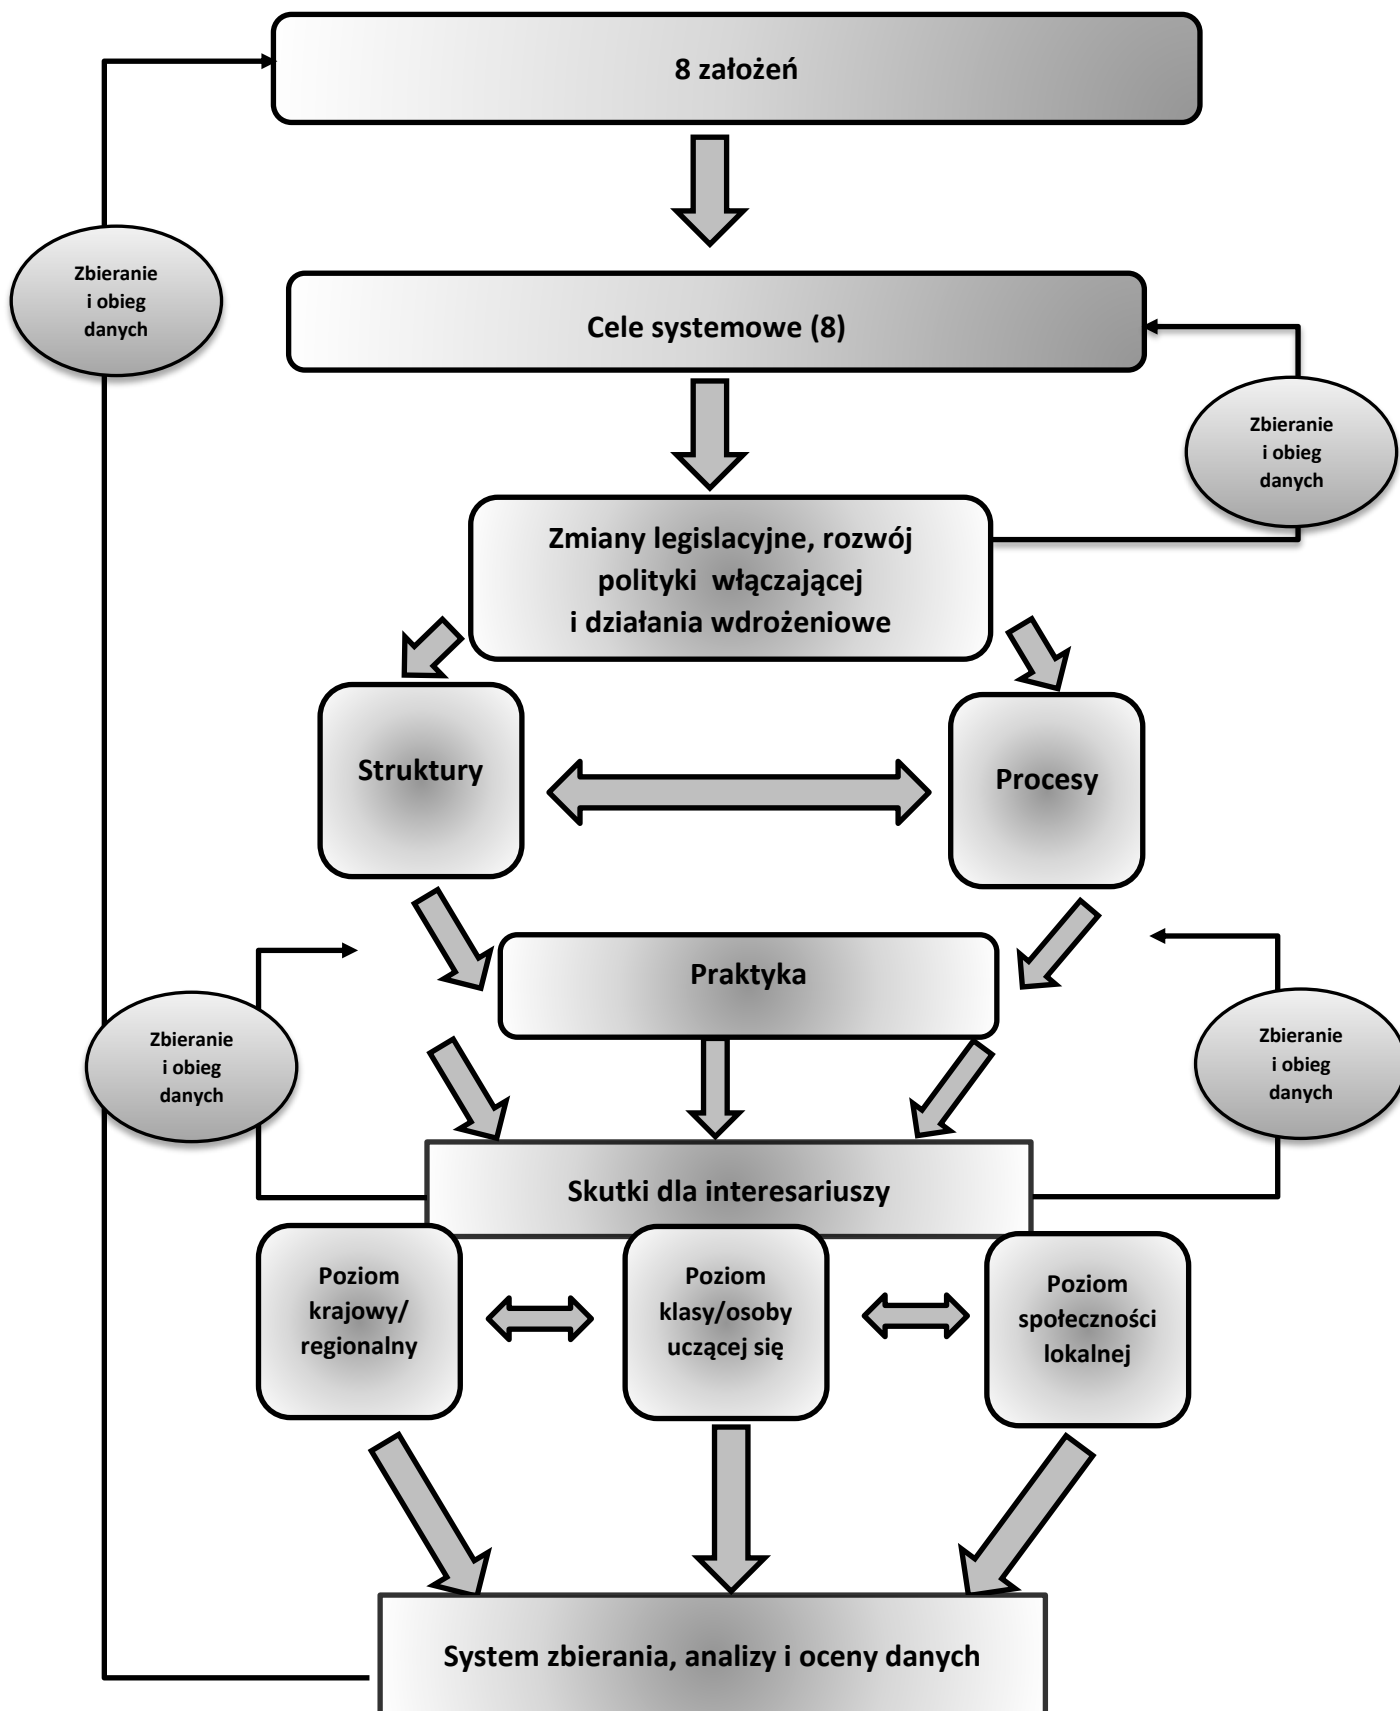 8 założeń
Zbieranie
i obieg
danych
Cele systemowe (8)
Zbieranie
i obieg
danych
Zmiany legislacyjne, rozwój
polityki włączającej
i działania wdrożeniowe
Struktury
Procesy
Praktyka
Zbieranie
i obieg
danych
Zbieranie
i obieg
danych
Skutki dla interesariuszy
Poziom
krajowy/
regionalny
Poziom
klasy/osoby
uczącej się
Poziom
społeczności
lokalnej
System zbierania, analizy i oceny danych